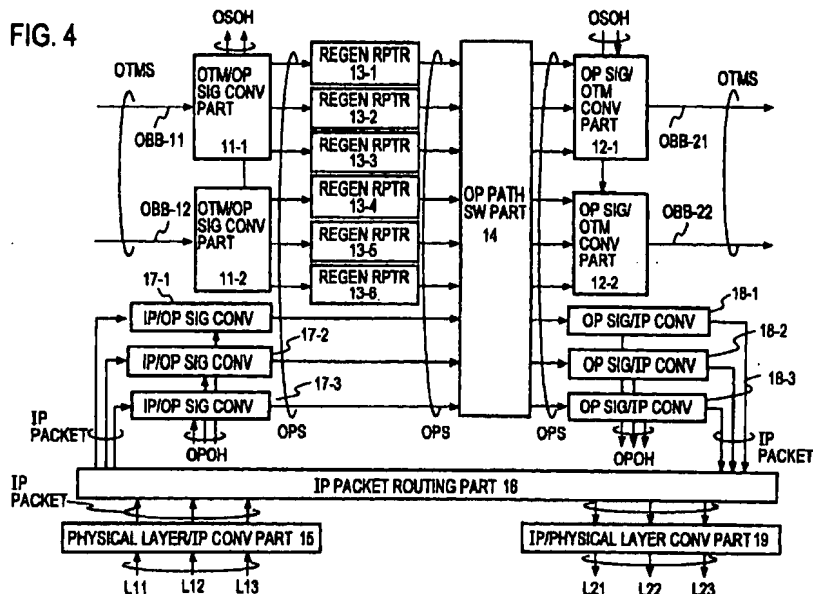 FIG. 4
OSOH
OSOH
OTMS
OTM/OP
SIG CONV
PART
11-1
OBB-11
REGEN RPTR
13-1
REGEN RPTR
13-2
REGEN RPTR
13-3
REGEN RPTR
13-4
REGEN RPTR
13-5
REGEN RPTR
13-6
OP PATH
SW PART
14
OP SIG/
OTM
CONV
PART
12-1
OTMS
OBB-21
OBB-12
OTM/OP
SIG CONV
PART
11-2
OP SIG/
OTM
CONV
PART
12-2
OBB-22
17-1
IP/OP SIG CONV
17-2
IP/OP SIG CONV
17-3
IP/OP SIG CONV
18-1
OP SIG/IP CONV
18-2
OP SIG/IP CONV
18-3
OP SIG/IP CONV
IP
PACKET
OPOH
OPS
OPS
OPS
OPOH
IP
PACKET
IP
PACKET
IP PACKET ROUTING PART 16
PHYSICAL LAYER/IP CONV PART 15
IP/PHYSICAL LAYER CONV PART 19
L11
L12
L13
L21
L22
L23